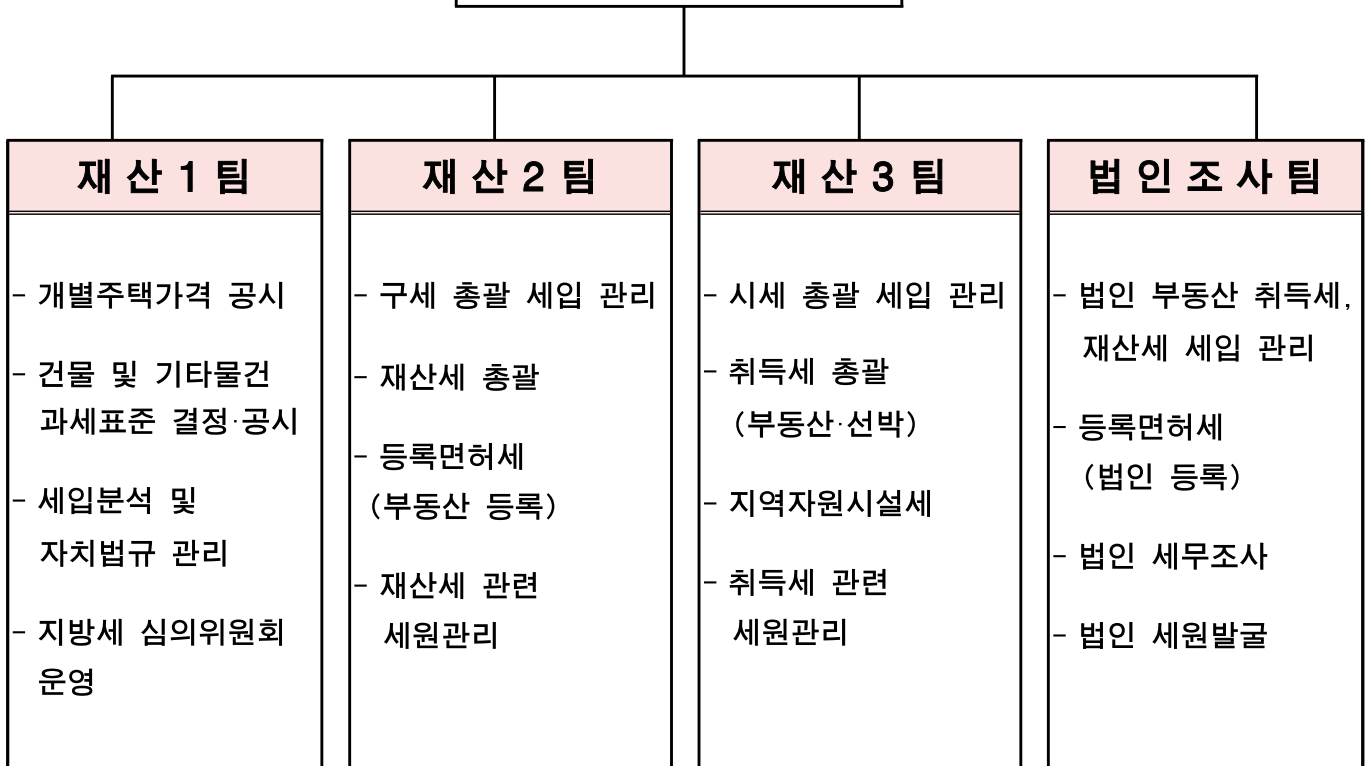 재산1팀
- 개별주택가격 공시
- 건물 및 기타물건
과세표준 결정·공시
- 세입분석 및
자치법규 관리
- 지방세 심의위원회
운영
재산2팀
- 구세 총괄 세입 관리
- 재산세 총괄
- 등록면허세
(부동산 등록)
- 재산세 관련
세원관리
재산3팀
- 시세 총괄 세입 관리
- 취득세 총괄
(부동산·선박)
- 지역자원시설세
- 취득세 관련
세원관리
법인조사팀
- 법인 부동산 취득세,
재산세 세입 관리
- 등록면허세
(법인 등록)
- 법인 세무조사
- 법인 세원발굴